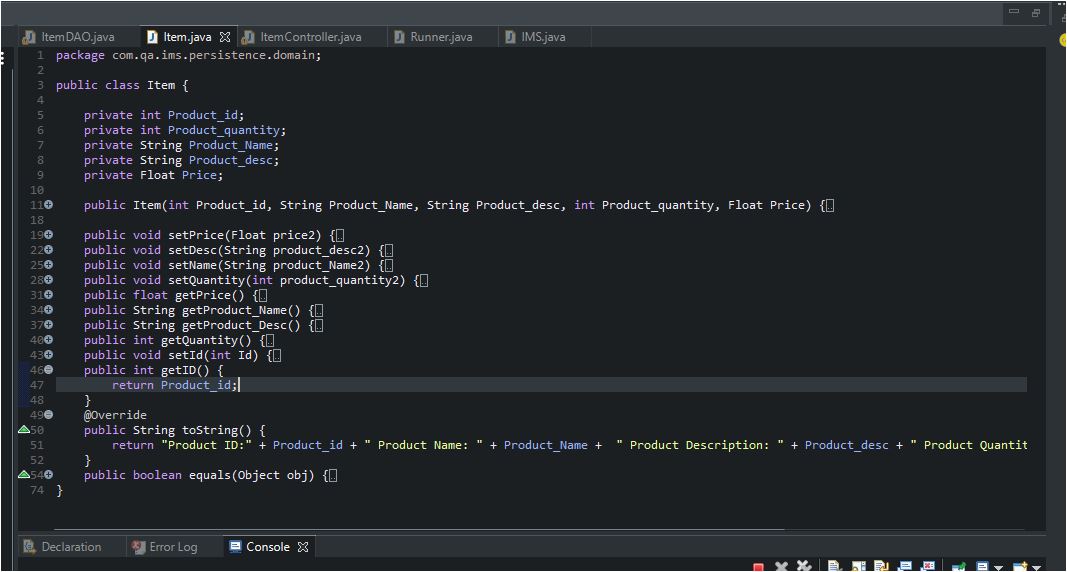 ItemDAO.java Item.java ItemController.java Runner.java IMS.java
1 package com.qa.ims.persistence.domain;
2
3 public class Item {
4
5 private int Product_id;
6 private int Product_quantity;
7 private String Product_Name;
8 private String Product_desc;
9 private Float Price;
10
11 public Item(int Product_id, String Product_Name, String Product_desc, int Product_quantity, Float Price) {
18
19 public void setPrice(Float price2) {
22 public void setDesc(String product_desc2) {
25 public void setName(String product_Name2) {
28 public void setQuantity(int product_quantity2) {
31 public float getPrice() {
34 public String getProduct_Name() {
37 public String getProduct_Desc() {
40 public int getQuantity() {
43 public void setId(int Id) {
46 public int getID() {
47 return Product_id;
48 }
49 @Override
50 public String toString() {
51 return "Product ID:" + Product_id + " Product Name: " + Product_Name +  " Product Description: " + Product_desc + " Product Quantit
52 }
54 public boolean equals(Object obj) {
74 }
Declaration Error Log Console